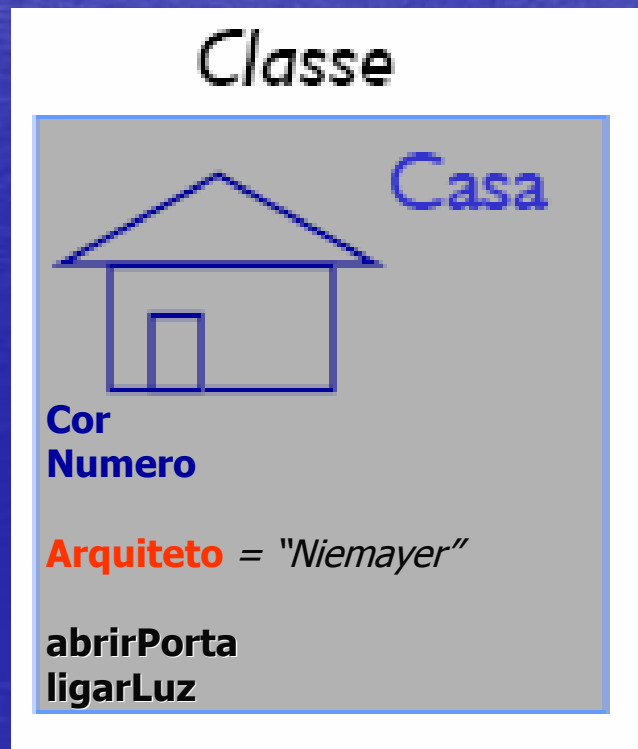 Classe
Casa
Cor
Numero
Arquiteto = “Niemayer”
abrirPorta
ligarLuz